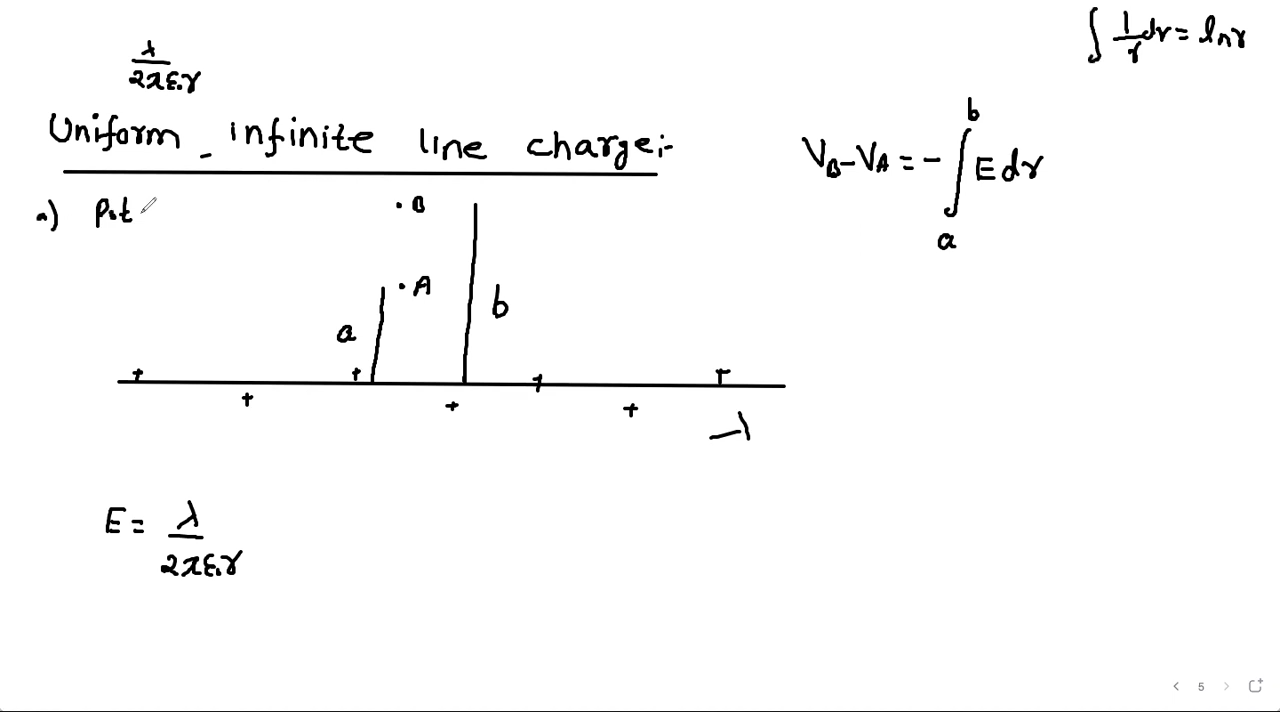 ∫ 1/r dr = ln r
λ/2πε₀r
Uniform infinite line charge:-
V_B - V_A = - ∫_a^b E dr
a) Pot
. B
. A
a
b
+ + + + + + +
λ
E = λ/2πε₀r
5